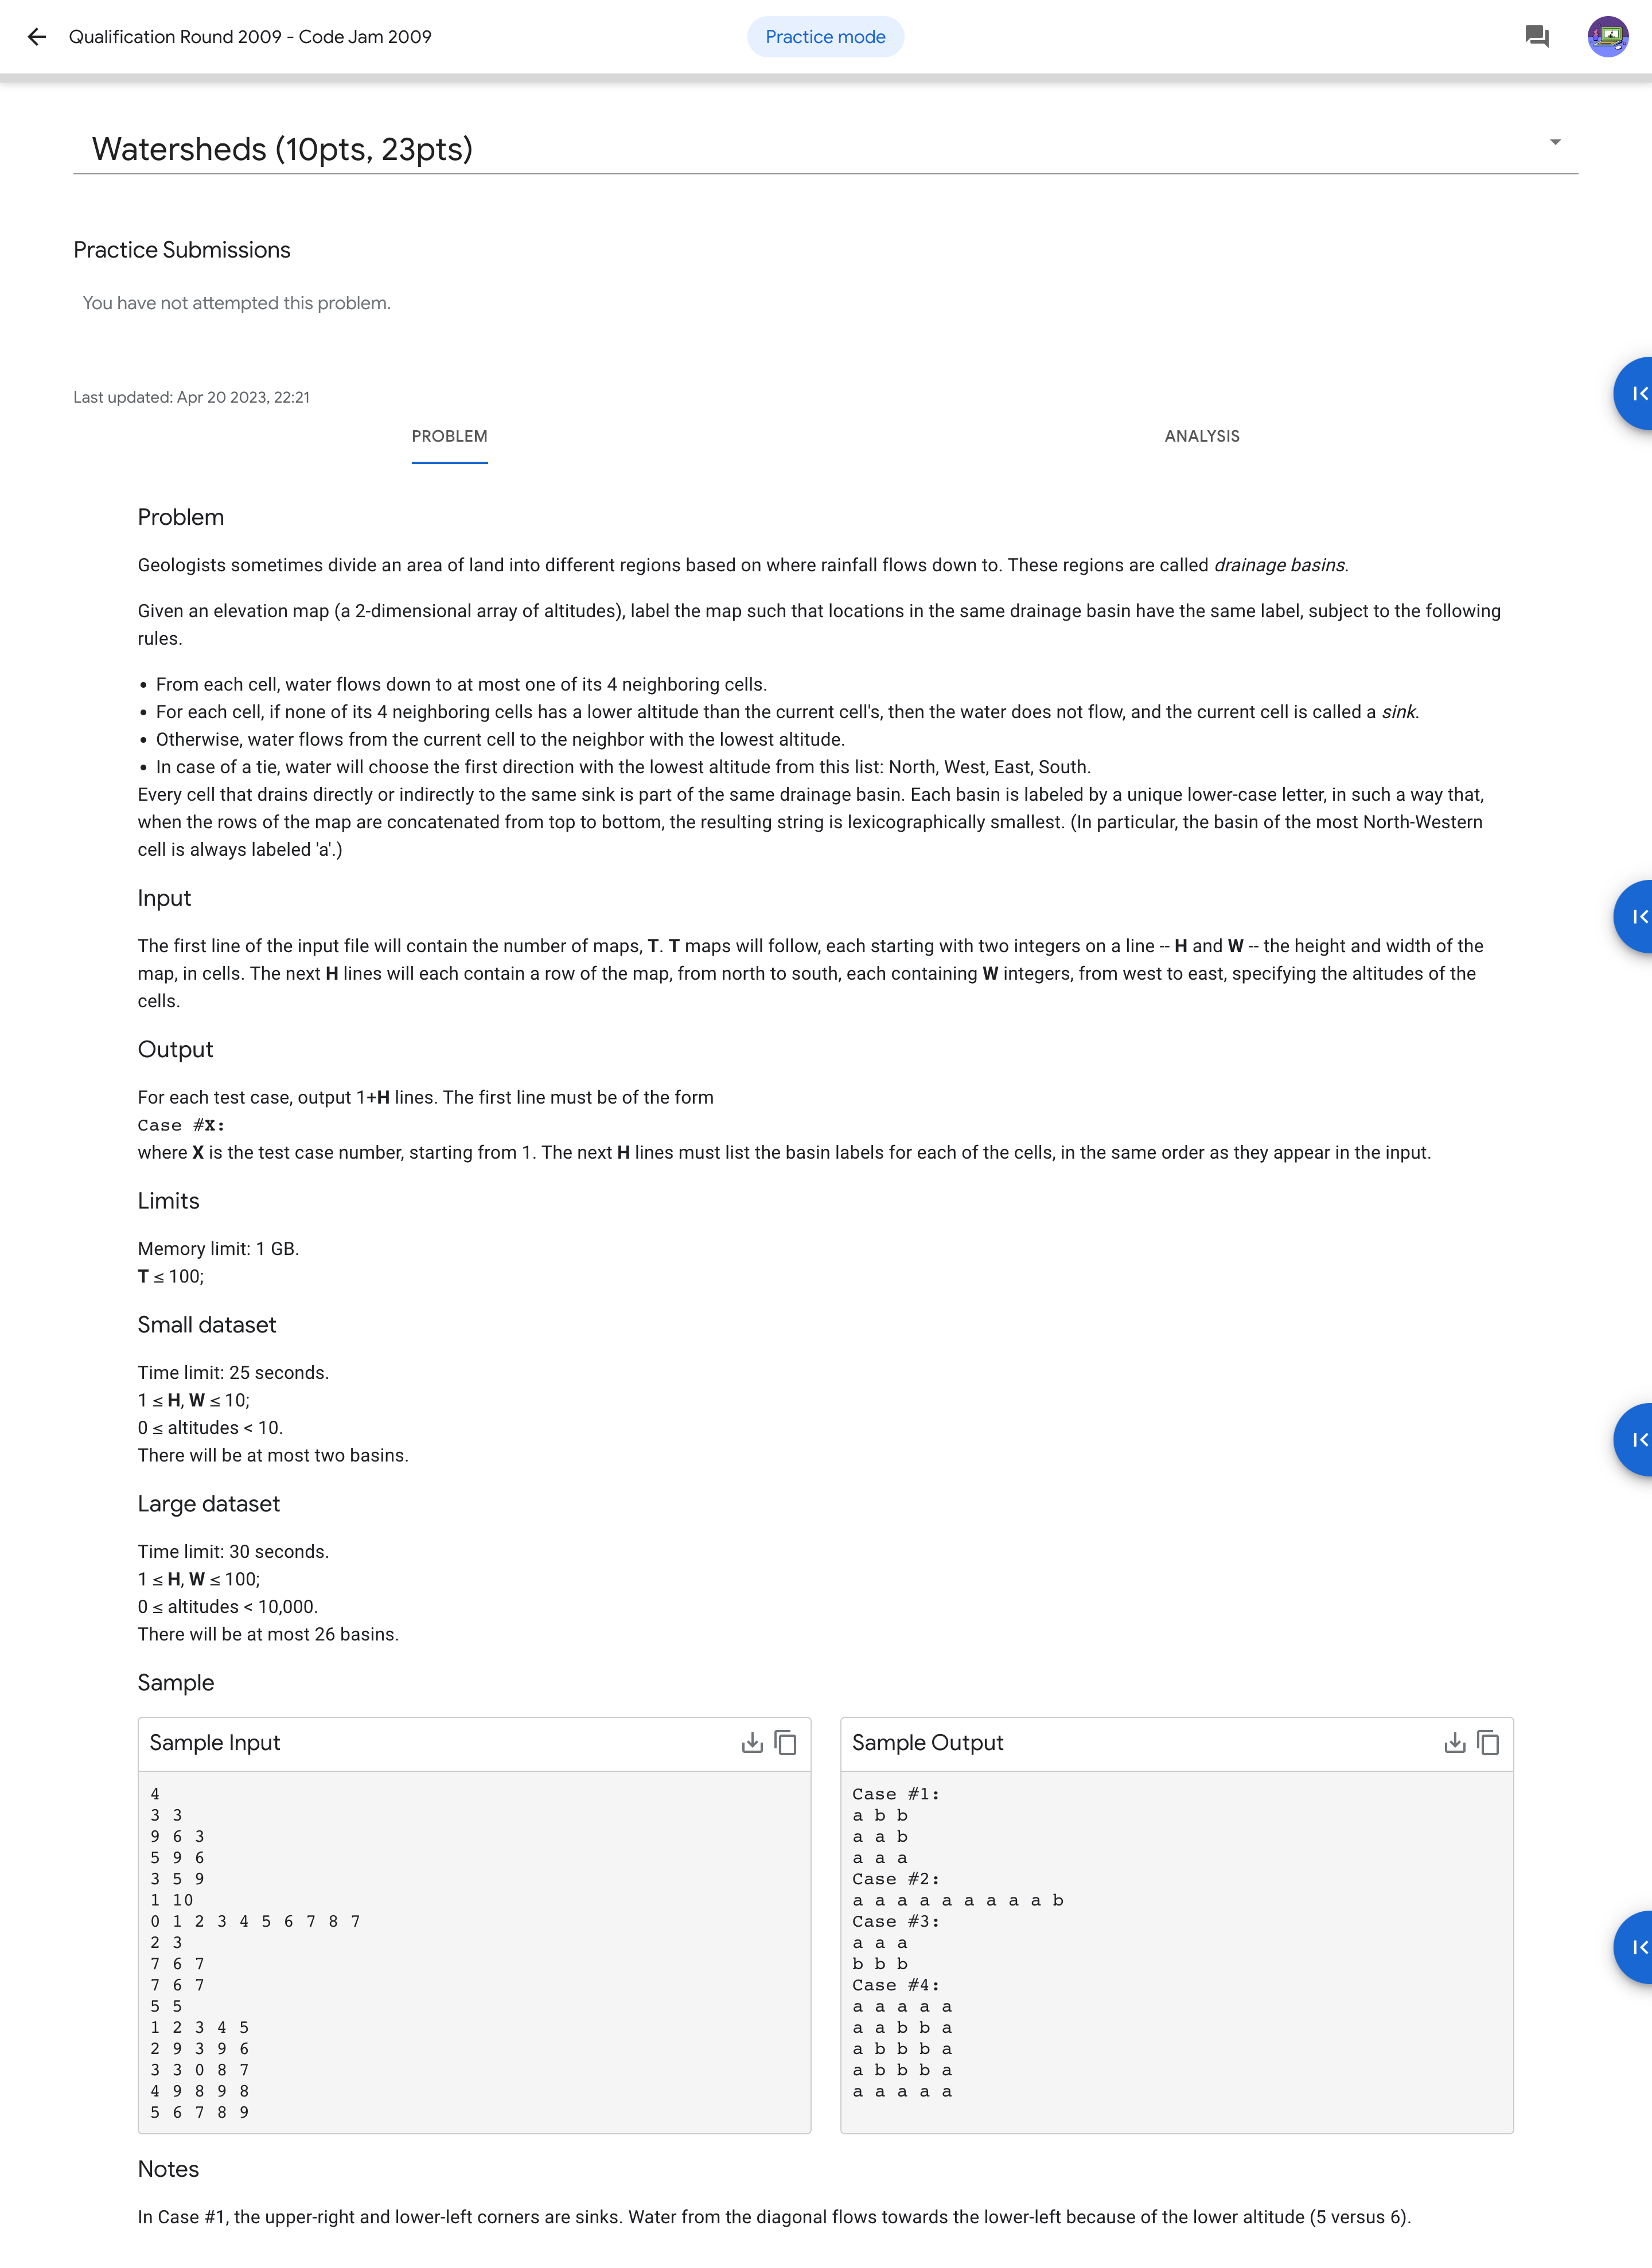 Qualification Round 2009 - Code Jam 2009
Practice mode
Watersheds (10pts, 23pts)
Practice Submissions
You have not attempted this problem.
Last updated: Apr 20 2023, 22:21
PROBLEM
ANALYSIS
Problem
Geologists sometimes divide an area of land into different regions based on where rainfall flows down to. These regions are called drainage basins.
Given an elevation map (a 2-dimensional array of altitudes), label the map such that locations in the same drainage basin have the same label, subject to the following
rules.
• From each cell, water flows down to at most one of its 4 neighboring cells.
• For each cell, if none of its 4 neighboring cells has a lower altitude than the current cell's, then the water does not flow, and the current cell is called a sink.
• Otherwise, water flows from the current cell to the neighbor with the lowest altitude.
• In case of a tie, water will choose the first direction with the lowest altitude from this list: North, West, East, South.
Every cell that drains directly or indirectly to the same sink is part of the same drainage basin. Each basin is labeled by a unique lower-case letter, in such a way that,
when the rows of the map are concatenated from top to bottom, the resulting string is lexicographically smallest. (In particular, the basin of the most North-Western
cell is always labeled 'a'.)
Input
The first line of the input file will contain the number of maps, T. T maps will follow, each starting with two integers on a line -- H and W -- the height and width of the
map, in cells. The next H lines will each contain a row of the map, from north to south, each containing W integers, from west to east, specifying the altitudes of the
cells.
Output
For each test case, output 1+H lines. The first line must be of the form
Case #X:
where X is the test case number, starting from 1. The next H lines must list the basin labels for each of the cells, in the same order as they appear in the input.
Limits
Memory limit: 1 GB.
T ≤ 100;
Small dataset
Time limit: 25 seconds.
1 ≤ H, W ≤ 10;
0 ≤ altitudes < 10.
There will be at most two basins.
Large dataset
Time limit: 30 seconds.
1 ≤ H, W ≤ 100;
0 ≤ altitudes < 10,000.
There will be at most 26 basins.
Sample
Sample Input
4
3 3
9 6 3
5 9 6
3 5 9
1 10
0 1 2 3 4 5 6 7 8 7
2 3
7 6 7
7 6 7
5 5
1 2 3 4 5
2 9 3 9 6
3 3 0 8 7
4 9 8 9 8
5 6 7 8 9
Sample Output
Case #1:
a b b
a a b
a a a
Case #2:
a a a a a a a a a b
Case #3:
a a a
b b b
Case #4:
a a a a a
a a b b a
a b b b a
a b b b a
a a a a a
Notes
In Case #1, the upper-right and lower-left corners are sinks. Water from the diagonal flows towards the lower-left because of the lower altitude (5 versus 6).